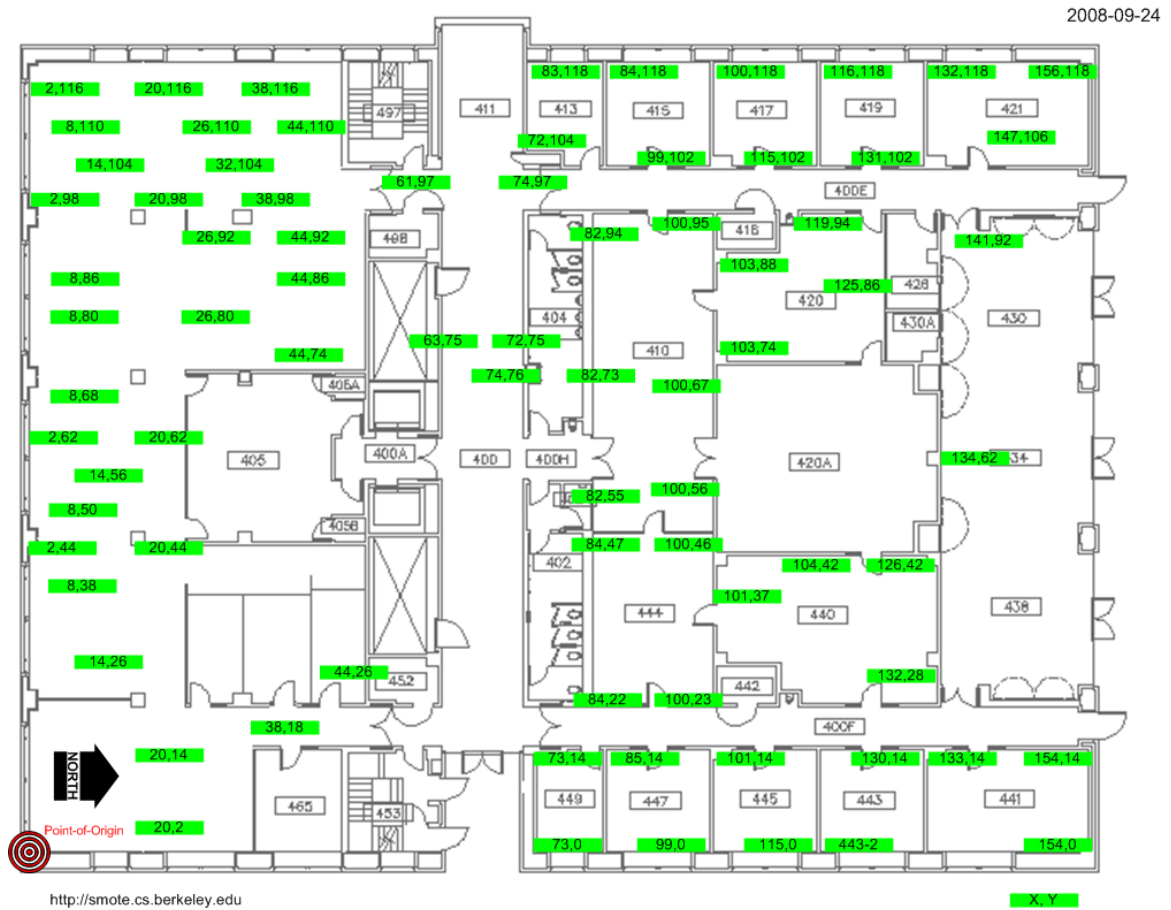 2008-09-24
83,118 84,118 100,118 116,118 132,118 156,118
2,116 20,116 38,116
497 411 413 415 417 419 421
8,110 26,110 44,110
72,104 147,106
14,104 32,104 99,102 115,102 131,102
61,97 74,97
400E
2,98 20,98 38,98
100,95 119,94
26,92 44,92 498 82,94 418 141,92
103,88
8,86 44,86 125,86 428
420
8,80 26,80 404 430A 430
63,75 72,75
44,74 410 103,74
74,76 82,73
406A 100,67
8,68
2,62 20,62
405 400A 400 400H 420A 134,62 34
14,56
100,56
82,55
8,50
405B
2,44 20,44 84,47 100,46
402 104,42 126,42
8,38
101,37
444 440 438
14,26
44,26 452 442 132,28
84,22 100,23
38,18 400F
20,14 73,14 85,14 101,14 130,14 133,14 154,14
NORTH
465 453 449 447 445 443 441
Point-of-Origin 20,2
73,0 99,0 115,0 443-2 154,0
http://smote.cs.berkeley.edu X, Y